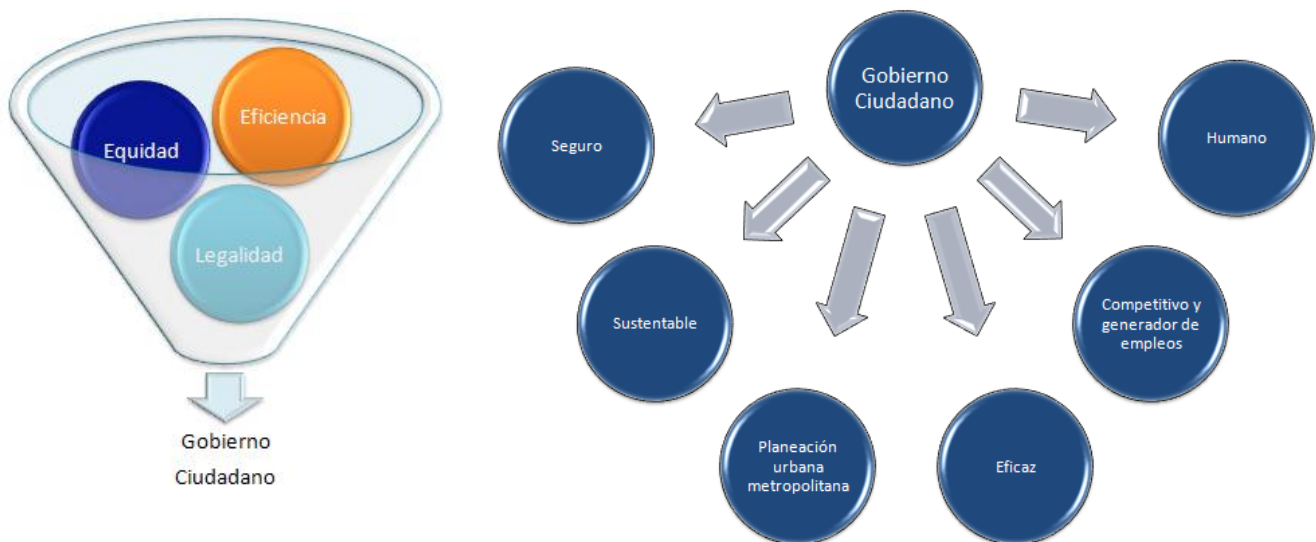 Eficiencia
Equidad
Legalidad
Gobierno
Ciudadano
Gobierno
Ciudadano
Seguro
Humano
Sustentable
Competitivo y
generador de
empleos
Planeación
urbana
metropolitana
Eficaz